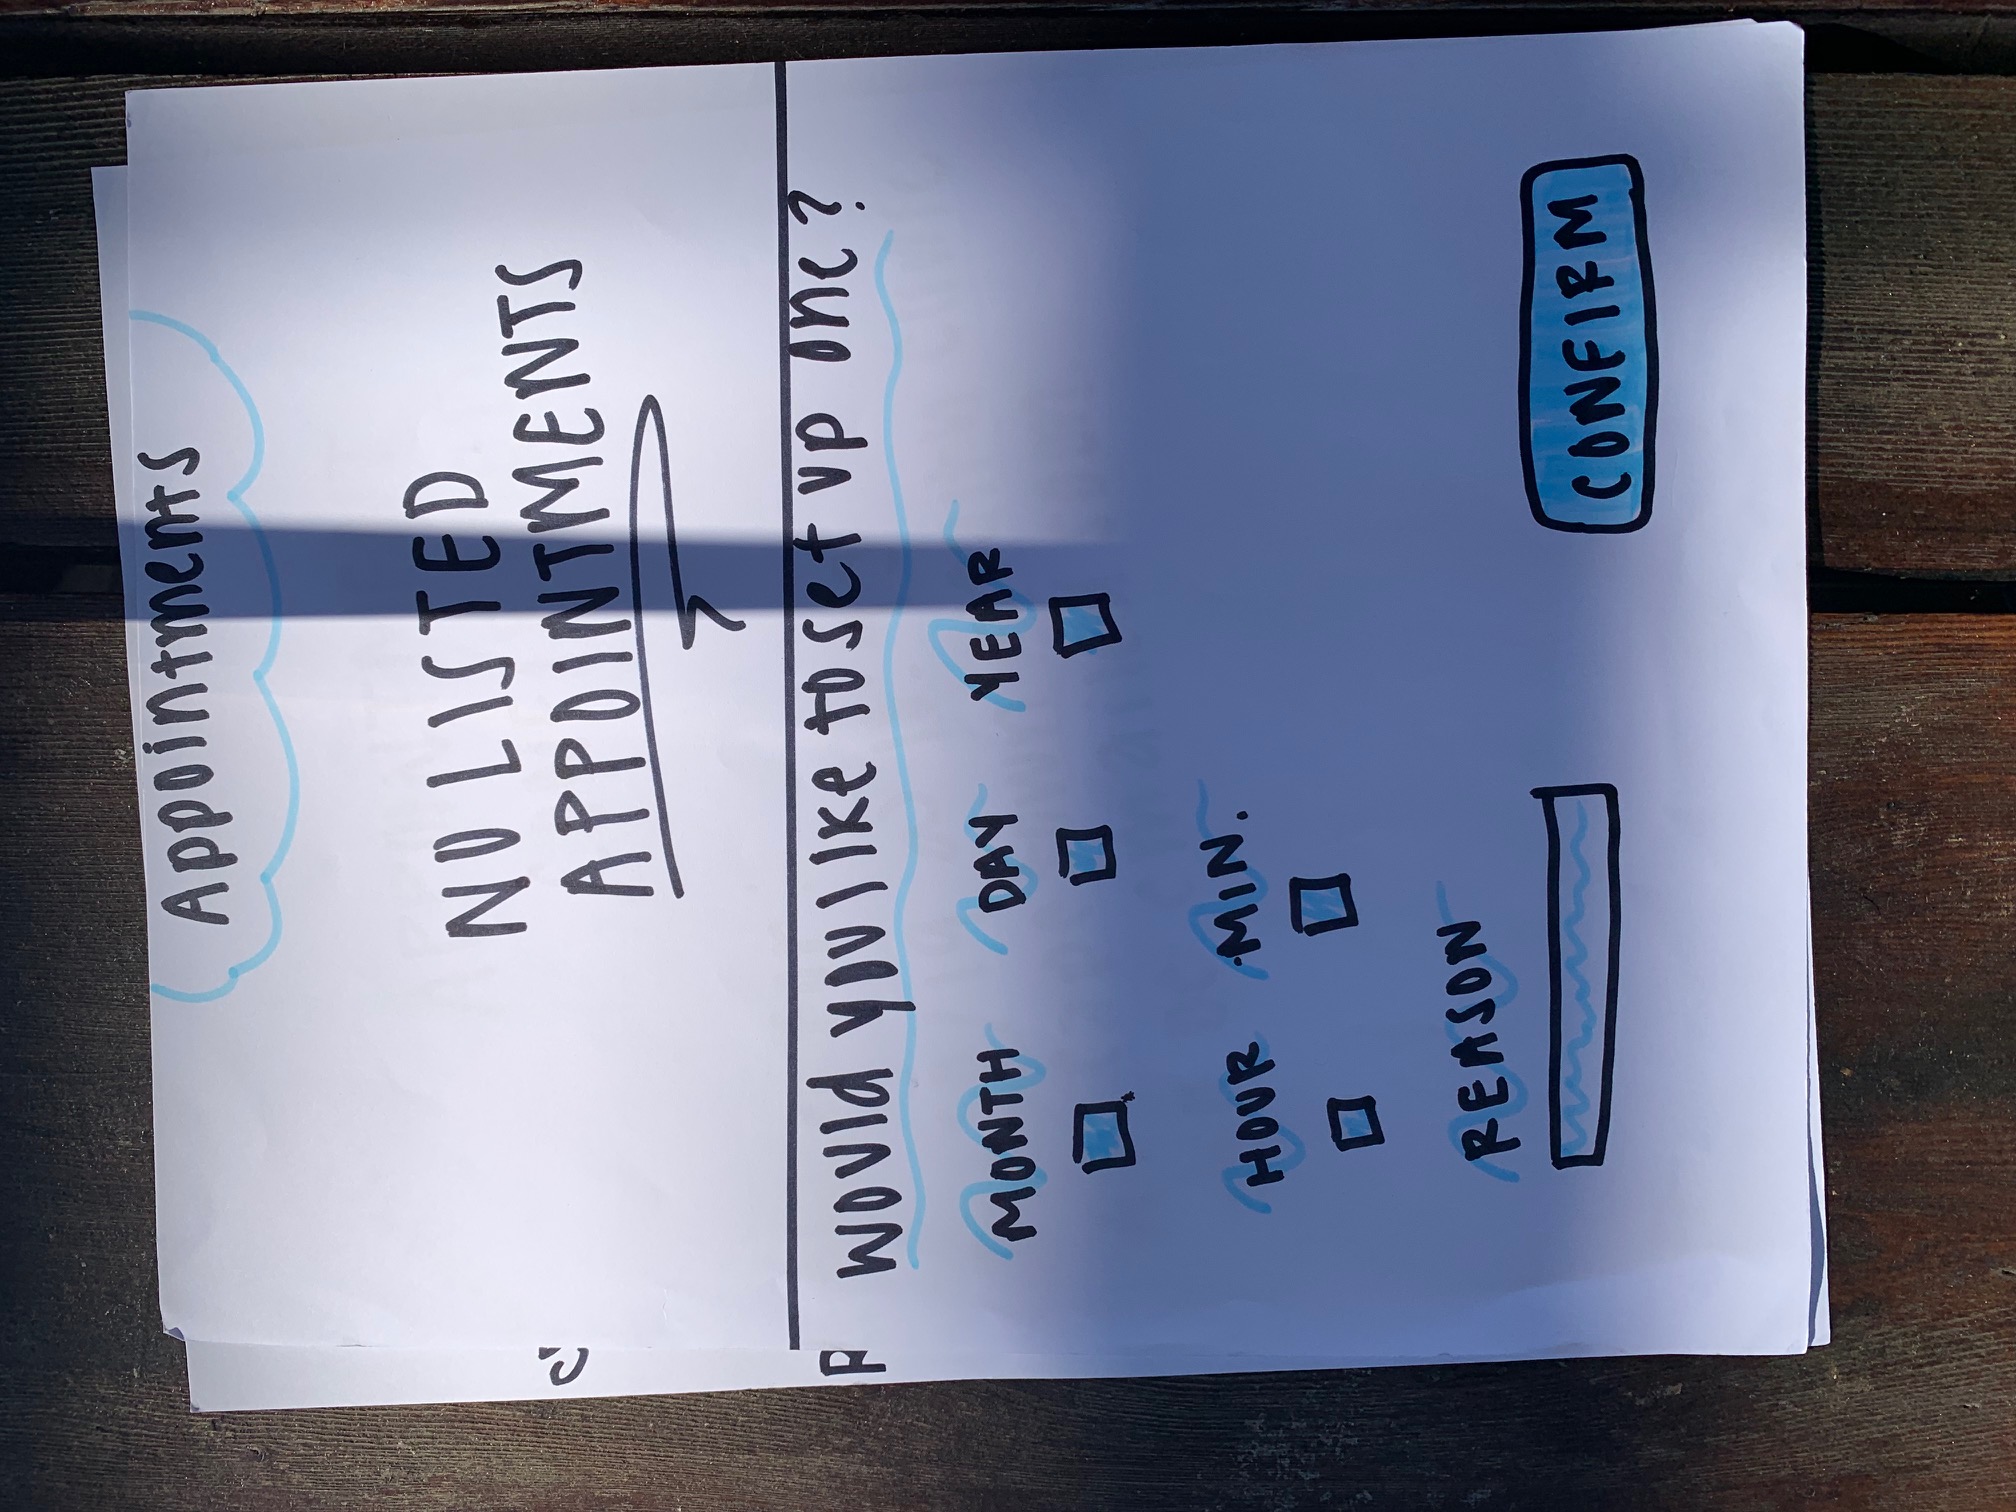 Appointments
NO LISTED
APPOINTMENTS
would you like to set up one?
MONTH DAY YEAR
HOUR MIN.
REASON
CONFIRM